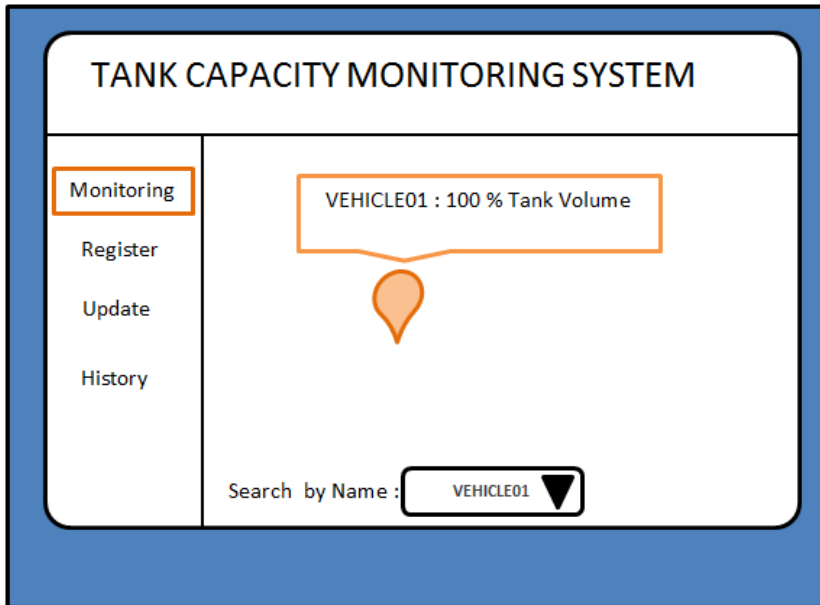 TANK CAPACITY MONITORING SYSTEM
Monitoring
Register
Update
History
VEHICLE01 : 100 % Tank Volume
Search by Name : VEHICLE01